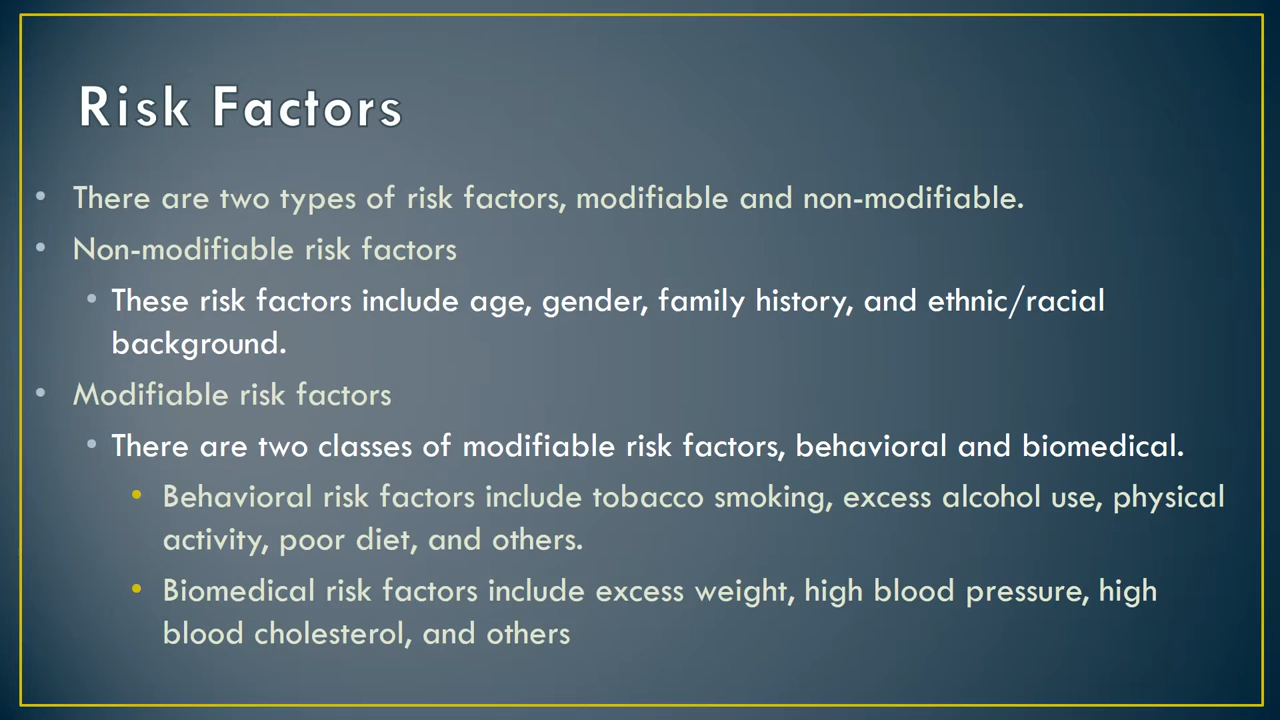 Risk Factors
• There are two types of risk factors, modifiable and non-modifiable.
• Non-modifiable risk factors
• These risk factors include age, gender, family history, and ethnic/racial
background.
• Modifiable risk factors
• There are two classes of modifiable risk factors, behavioral and biomedical.
• Behavioral risk factors include tobacco smoking, excess alcohol use, physical
activity, poor diet, and others.
• Biomedical risk factors include excess weight, high blood pressure, high
blood cholesterol, and others